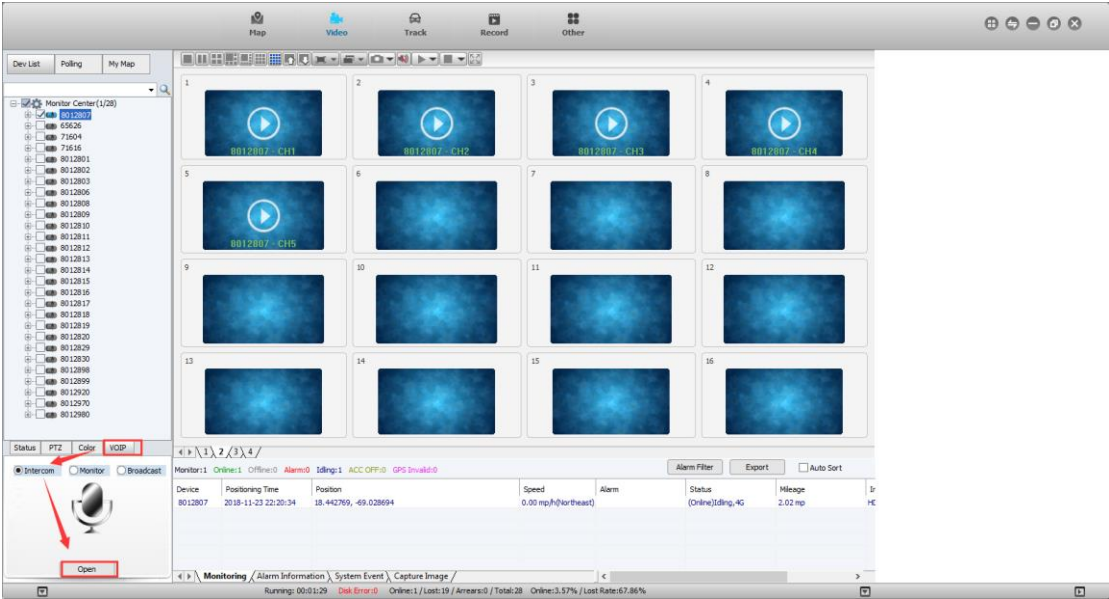 Map Video Track Record Other
Dev List Polling My Map
Monitor Center(1/28)
8012807
65626
71604
71616
8012801
8012802
8012803
8012806
8012808
8012809
8012810
8012811
8012812
8012813
8012814
8012815
8012816
8012817
8012818
8012819
8012820
8012829
8012830
8012898
8012899
8012920
8012970
8012980
Status PTZ Color VOIP
Intercom Monitor Broadcast
Open
1 2 3 4
8012807 - CH1 8012807 - CH2 8012807 - CH3 8012807 - CH4
5 6 7 8
8012807 - CH5
9 10 11 12
13 14 15 16
1 2 3 4
Monitor:1 Online:1 Offline:0 Alarm:0 Idling:1 ACC OFF:0 GPS Invalid:0 Alarm Filter Export Auto Sort
Device Positioning Time Position Speed Alarm Status Mileage
8012807 2018-11-23 22:20:34 18.442769, -69.028694 0.00 mp/h(Northeast) (Online)Idling, 4G 2.02 mp
Monitoring Alarm Information System Event Capture Image
Running: 00:01:29 Disk Error:0 Online:1 / Lost:19 / Arrears:0 / Total:28 Online:3.57% / Lost Rate:67.86%